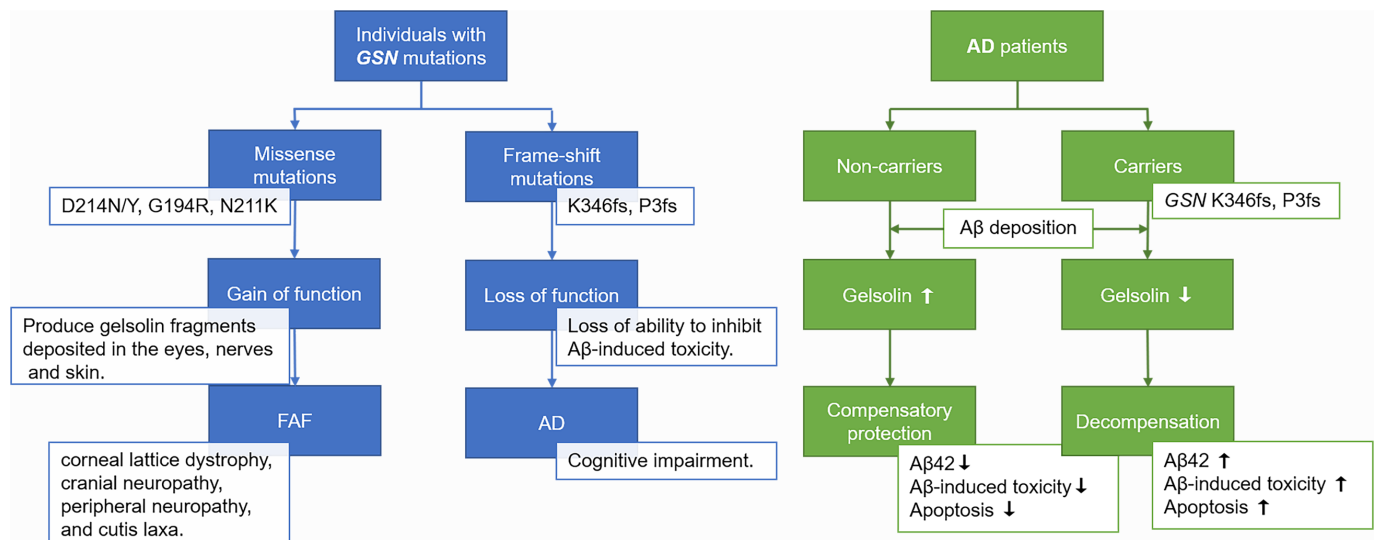 Individuals with
GSN mutations
Missense
mutations
D214N/Y, G194R, N211K
Gain of function
Produce gelsolin fragments
deposited in the eyes, nerves
and skin.
FAF
corneal lattice dystrophy,
cranial neuropathy,
peripheral neuropathy,
and cutis laxa.
Frame-shift
mutations
K346fs, P3fs
Loss of function
Loss of ability to inhibit
Aβ-induced toxicity.
AD
Cognitive impairment.
AD patients
Non-carriers
Carriers
GSN K346fs, P3fs
Aβ deposition
Gelsolin ↑
Compensatory
protection
Aβ42 ↓
Aβ-induced toxicity ↓
Apoptosis ↓
Gelsolin ↓
Decompensation
Aβ42 ↑
Aβ-induced toxicity ↑
Apoptosis ↑